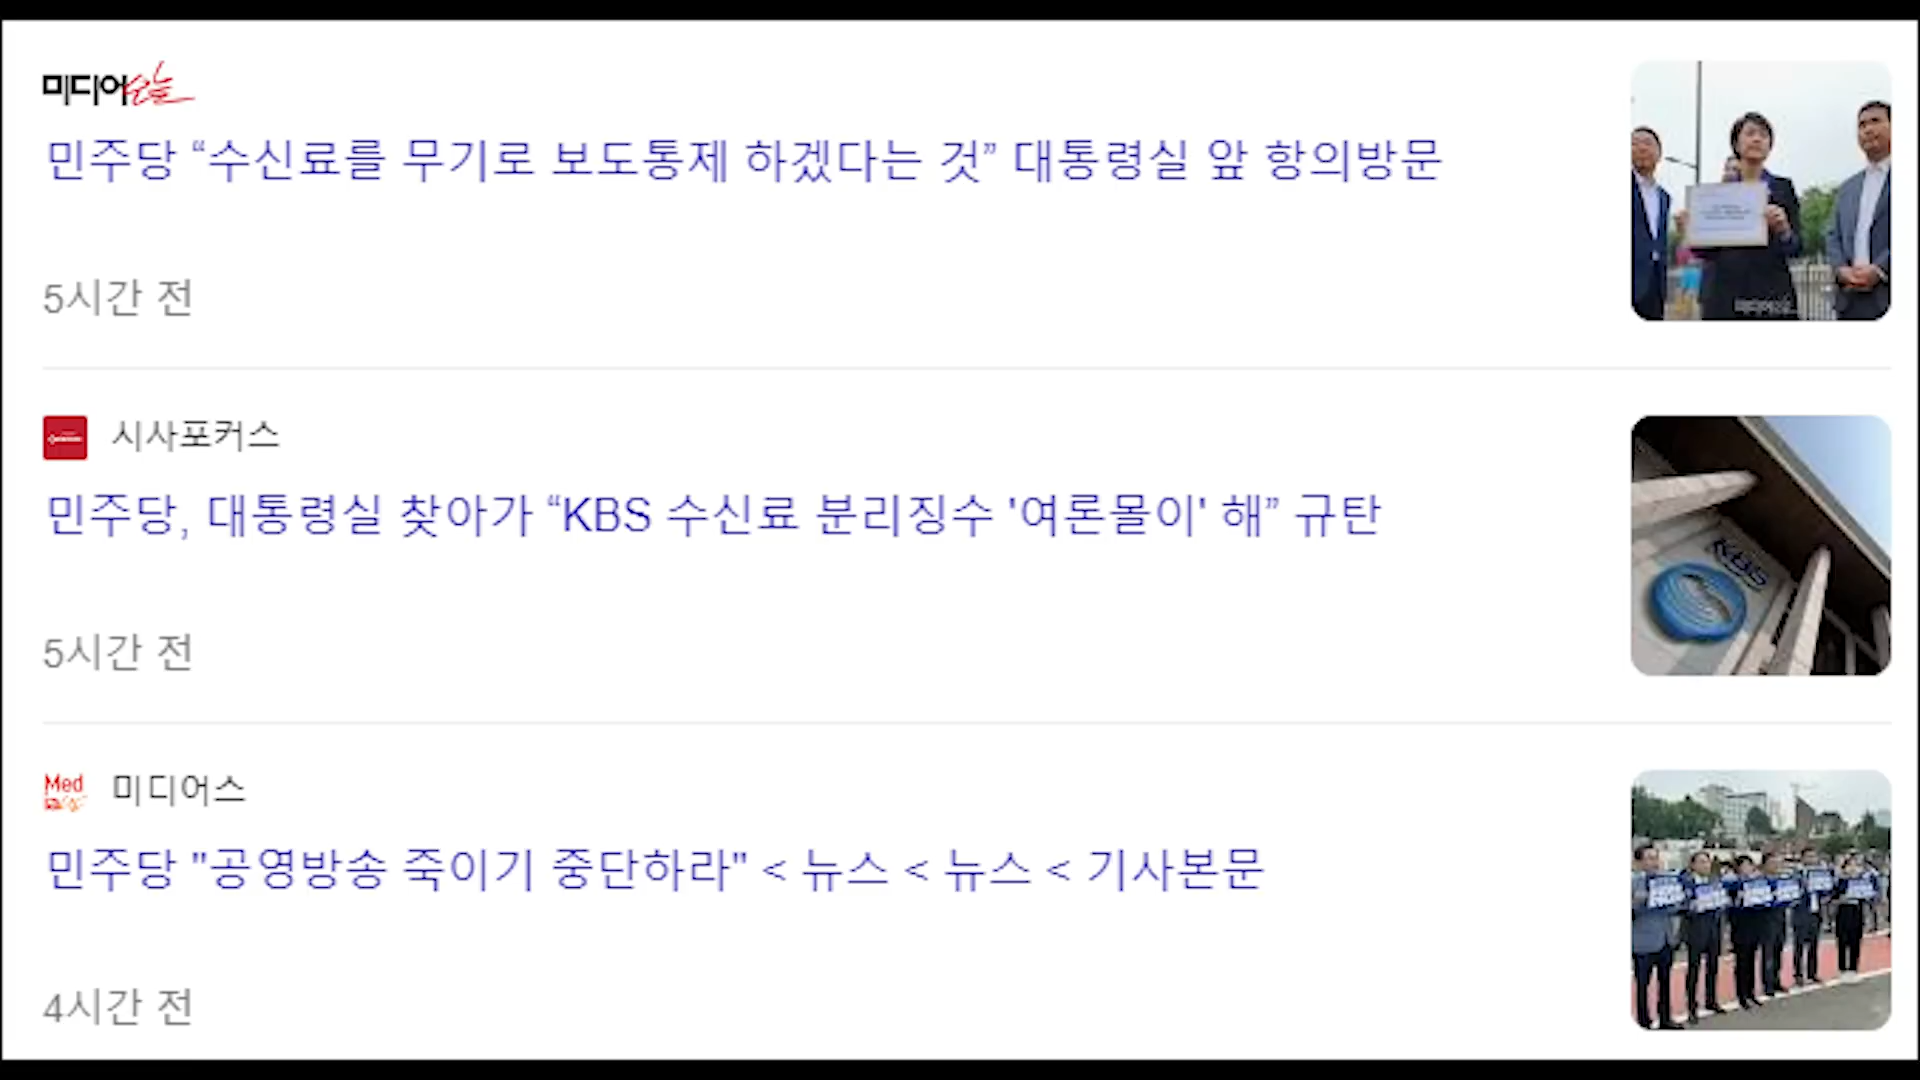 미디어오늘
민주당 “수신료를 무기로 보도통제 하겠다는 것” 대통령실 앞 항의방문
5시간 전
시사포커스
민주당, 대통령실 찾아가 “KBS 수신료 분리징수 '여론몰이' 해” 규탄
5시간 전
KBS
Med
미디어스
민주당 "공영방송 죽이기 중단하라" < 뉴스 < 뉴스 < 기사본문
4시간 전